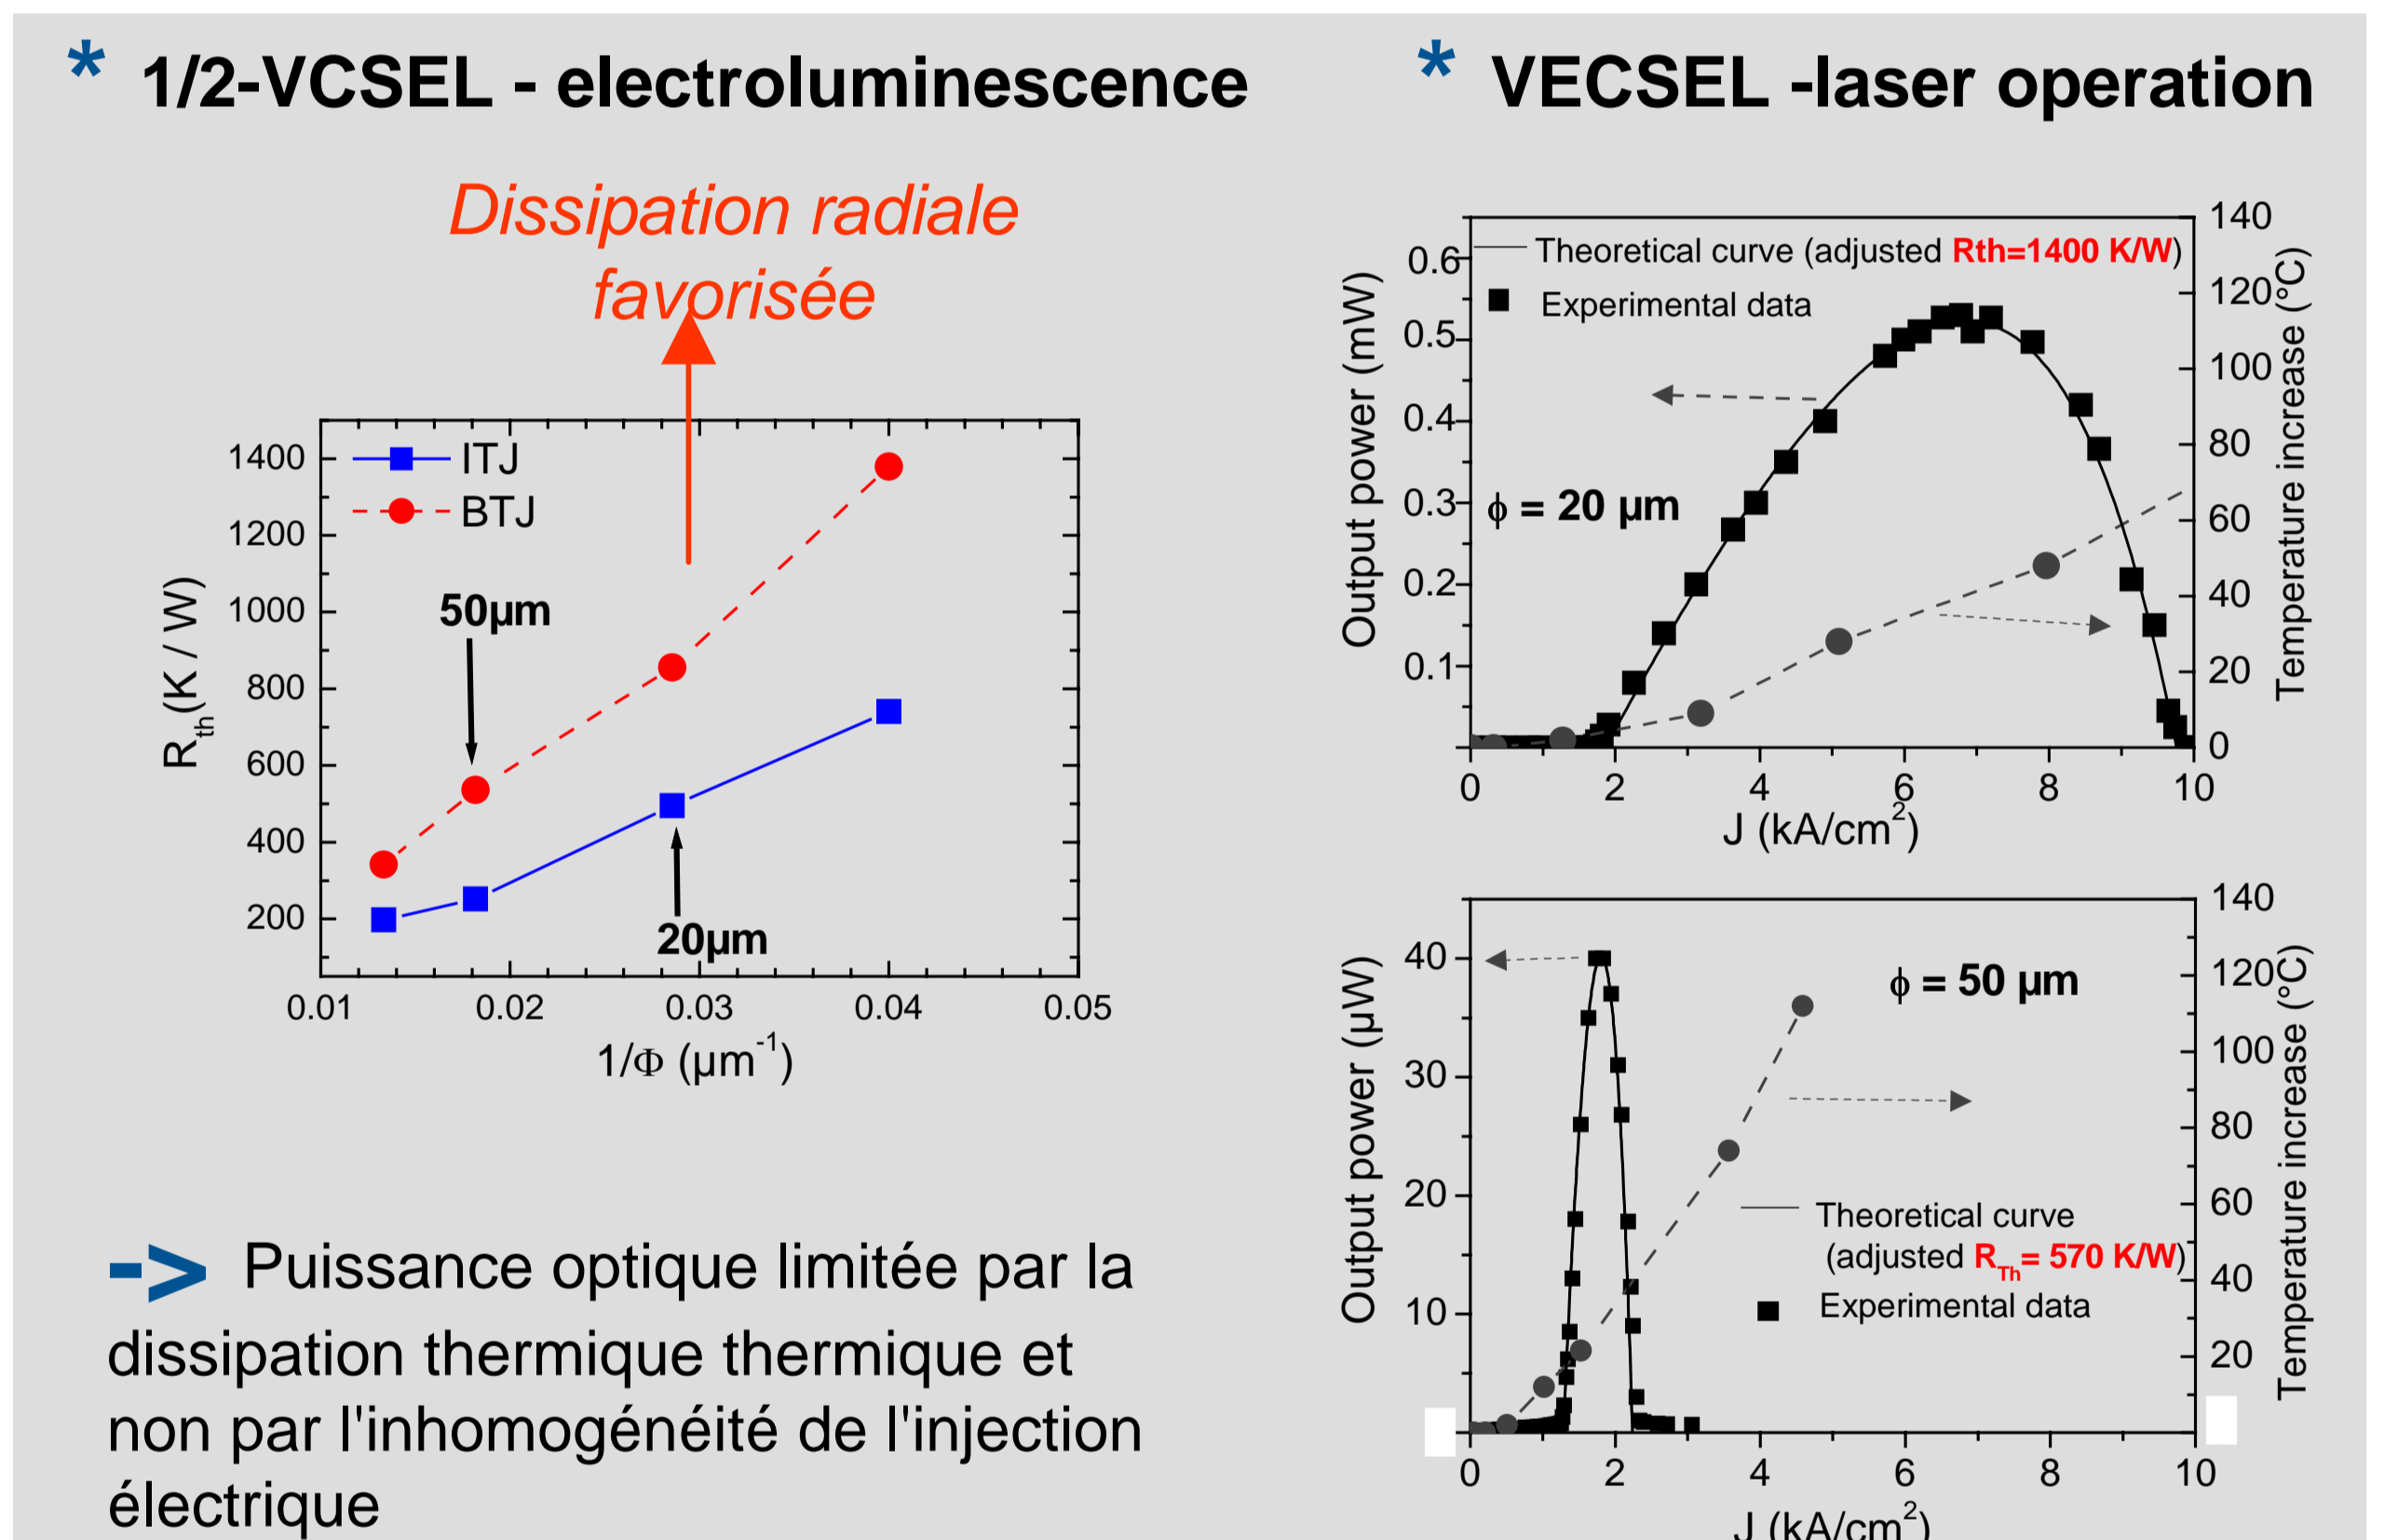 * 1/2-VCSEL - electroluminescence
Dissipation radiale
favorisée
ITJ
BTJ
1400
1200
1000
800
600
400
200
R_th (K / W)
50µm
20µm
0.01 0.02 0.03 0.04 0.05
1/Φ (µm⁻¹)
-> Puissance optique limitée par la
dissipation thermique thermique et
non par l'inhomogénéité de l'injection
électrique
* VECSEL -laser operation
Theoretical curve (adjusted Rth=1400 K/W)
Experimental data
ϕ = 20 µm
0.6
0.5
0.4
0.3
0.2
0.1
Output power (mW)
140
120
100
80
60
40
20
0
Temperature increase (°C)
0 2 4 6 8 10
J (kA/cm²)
ϕ = 50 µm
40
30
20
10
Output power (µW)
Theoretical curve
(adjusted R_Th= 570 K/W)
Experimental data
140
120
100
80
60
40
20
Temperature increase (°C)
0 2 4 6 8 10
J (kA/cm²)